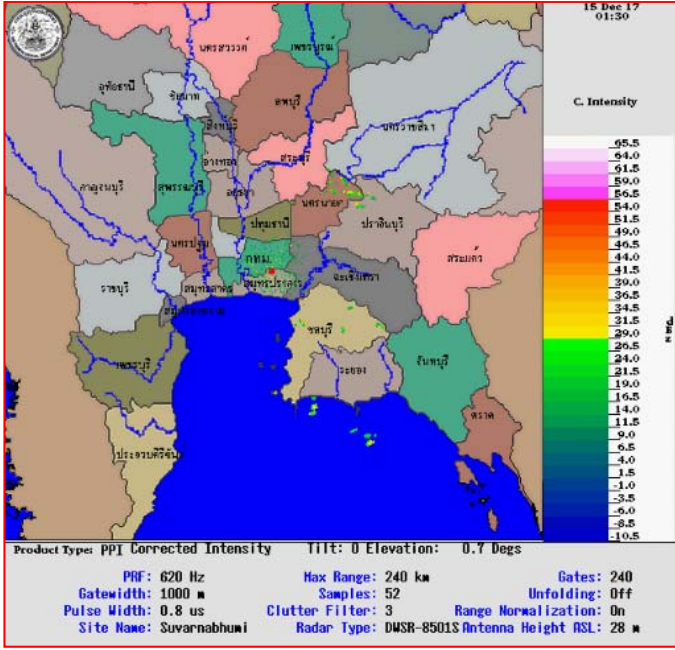 15 Dec 17
01:30
C. Intensity
65.5
64.0
61.5
59.0
56.5
54.0
51.5
49.0
46.5
44.0
41.5
39.0
36.5
34.0
31.5
29.0
26.5
24.0
21.5
19.0
16.5
14.0
11.5
9.0
6.5
4.0
1.5
-1.0
-3.5
-6.0
-8.5
-10.5
นครสวรรค์
เพชรบูรณ์
อุทัยธานี
ชัยนาท
ลพบุรี
สิงห์บุรี
นครราชสีมา
อ่างทอง
สระบุรี
กาญจนบุรี
สุพรรณบุรี
อยุธยา
นครนายก
ปราจีนบุรี
ปทุมธานี
นครปฐม
สระแก้ว
กทม.
ฉะเชิงเทรา
ราชบุรี
สมุทรสาคร
สมุทรปราการ
สมุทรสงคราม
ชลบุรี
เพชรบุรี
ระยอง
จันทบุรี
ตราด
ประจวบคีรีขันธ์
Product Type: PPI Corrected Intensity Tilt: 0 Elevation: 0.7 Degs
PRF: 620 Hz Max Range: 240 km Gates: 240
Gatewidth: 1000 m Samples: 52 Unfolding: Off
Pulse Width: 0.8 us Clutter Filter: 3 Range Normalization: On
Site Name: Suvarnabhumi Radar Type: DWSR-8501S Antenna Height ASL: 28 m